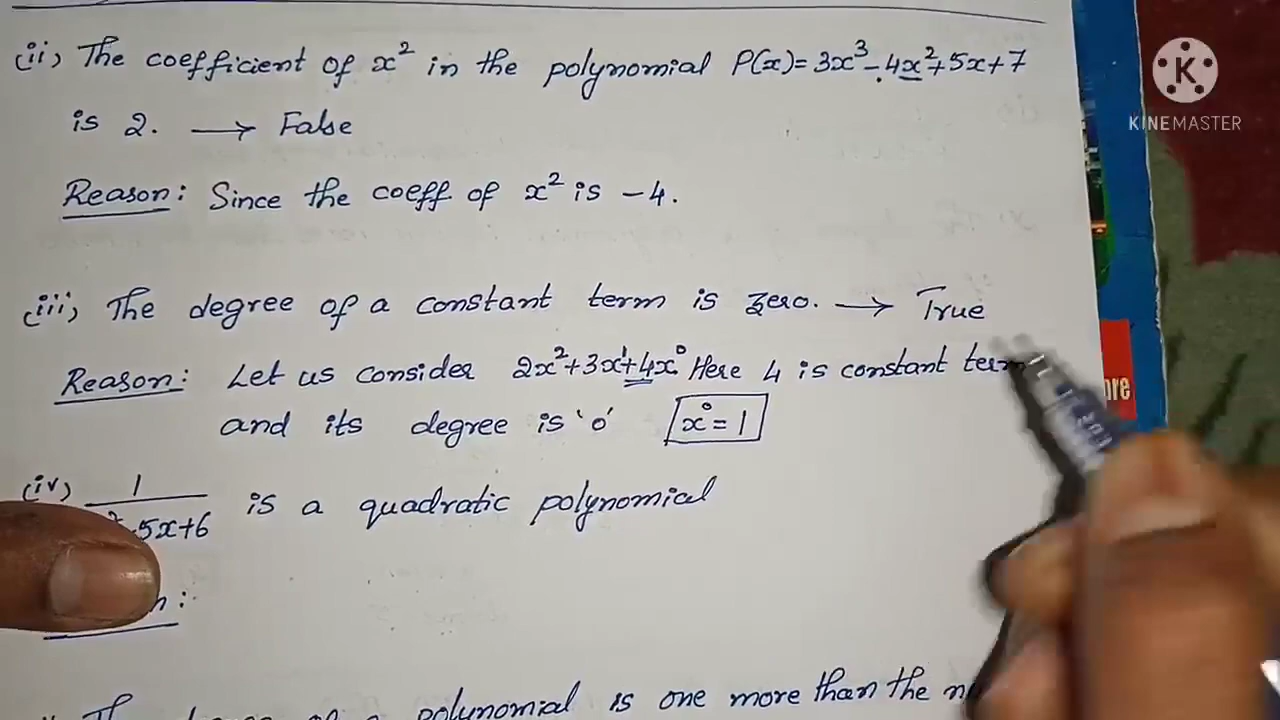 (ii) The coefficient of x² in the polynomial P(x) = 3x³ - 4x² + 5x + 7
is 2. → False
Reason: Since the coeff of x² is -4.
(iii) The degree of a constant term is zero. → True
Reason: Let us consider 2x² + 3x¹ + 4x⁰ Here 4 is constant term
and its degree is '0' x⁰ = 1
(iv) 1
5x+6 is a quadratic polynomial
of a polynomial is one more than the
KINEMASTER